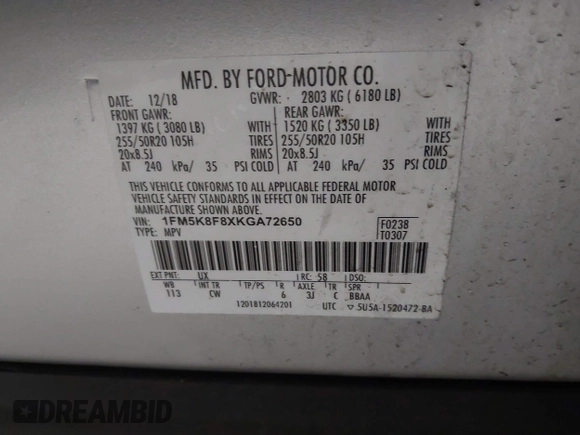 MFD. BY FORD MOTOR CO.
DATE: 12/18 GVWR: 2803 KG ( 6180 LB)
FRONT GAWR: REAR GAWR:
1397 KG ( 3080 LB) WITH 1520 KG ( 3350 LB) WITH
255/50R20 105H TIRES 255/50R20 105H TIRES
20x8.5J RIMS 20x8.5J RIMS
AT 240 kPa/ 35 PSI COLD AT 240 kPa/ 35 PSI COLD
THIS VEHICLE CONFORMS TO ALL APPLICABLE FEDERAL MOTOR
VEHICLE SAFETY STANDARDS IN EFFECT ON THE DATE OF
MANUFACTURE SHOWN ABOVE.
VIN: 1FM5K8F8XKGA72650 F0238
TYPE: MPV T0307
EXT PNT: UX RC: 58 DSO:
WB INT TR TP/PS R AXLE TR SPR
113 CW 6 3J C BBAA
1201812064201 UTC 5U5A-1520472-BA
DREAMBID